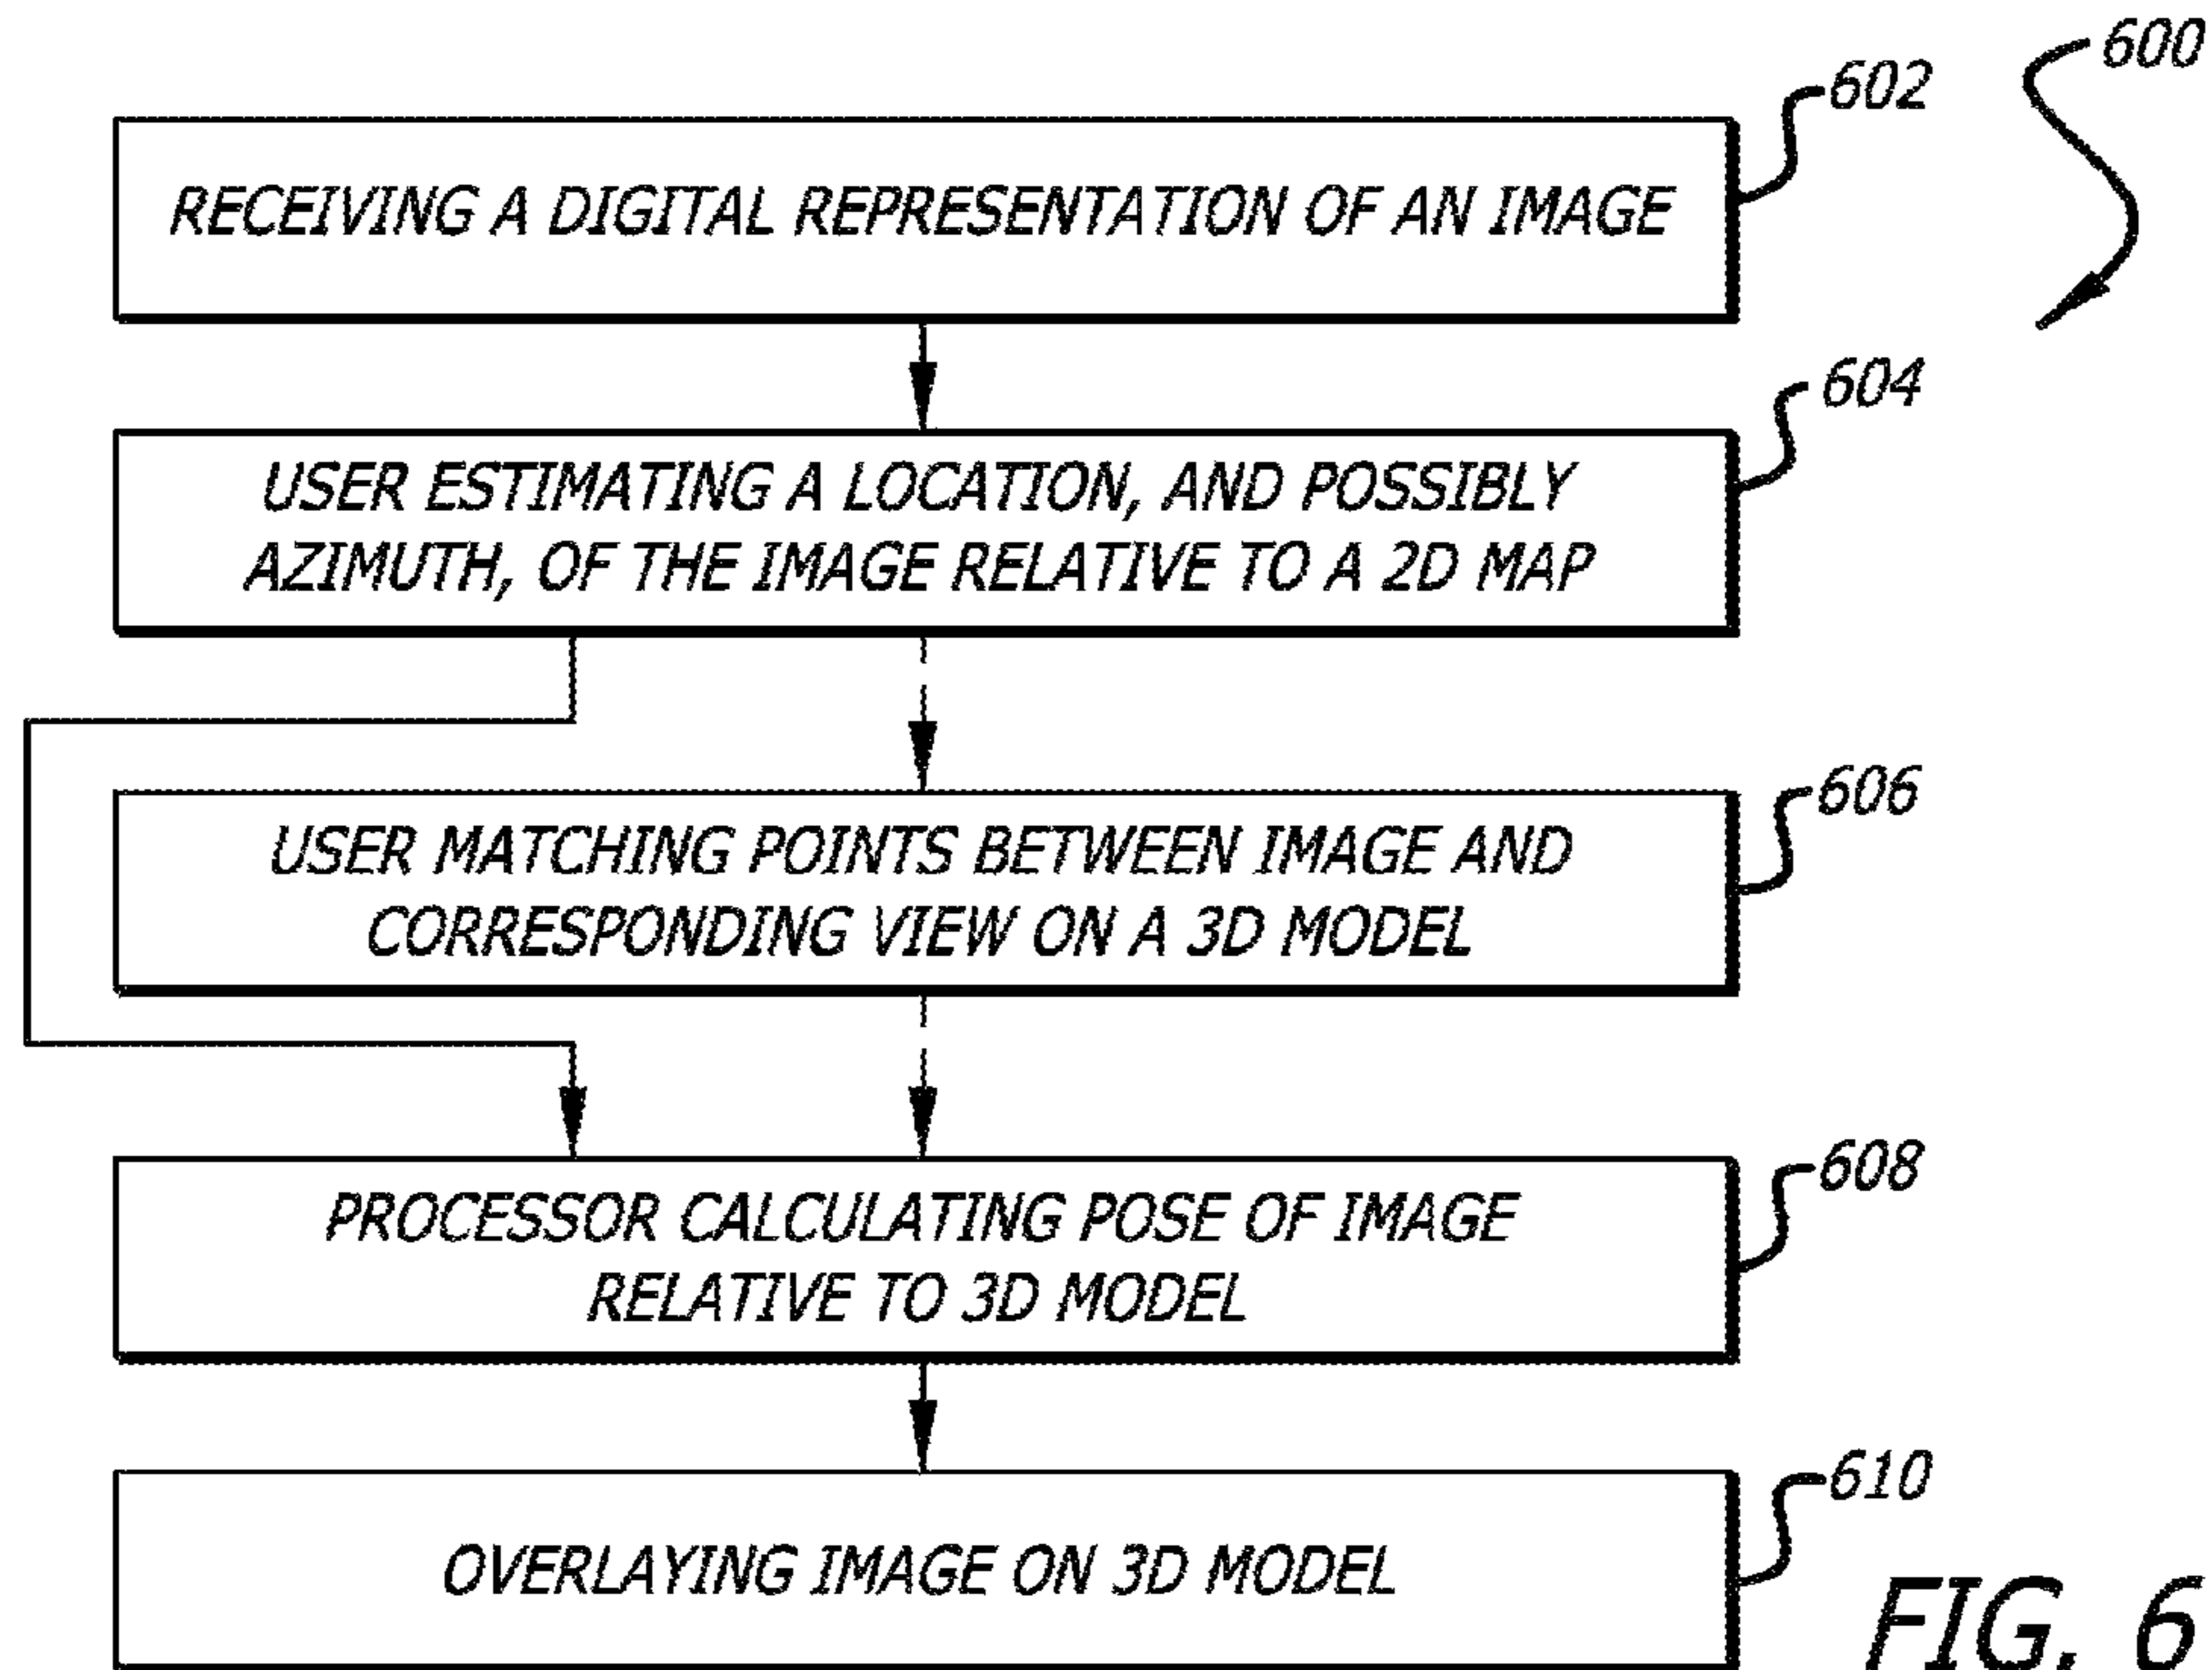 600
602
RECEIVING A DIGITAL REPRESENTATION OF AN IMAGE
604
USER ESTIMATING A LOCATION, AND POSSIBLY
AZIMUTH, OF THE IMAGE RELATIVE TO A 2D MAP
606
USER MATCHING POINTS BETWEEN IMAGE AND
CORRESPONDING VIEW ON A 3D MODEL
608
PROCESSOR CALCULATING POSE OF IMAGE
RELATIVE TO 3D MODEL
610
OVERLAYING IMAGE ON 3D MODEL
FIG. 6